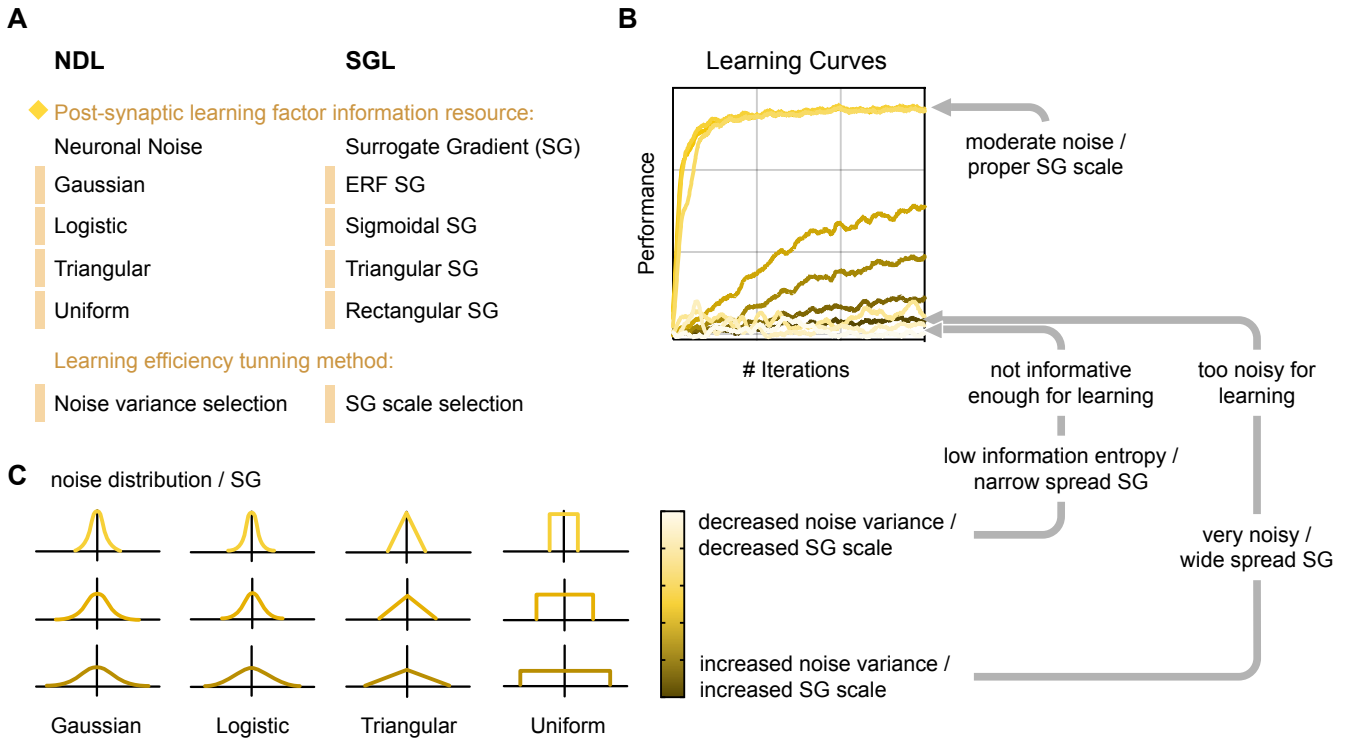 A
NDL
SGL
Post-synaptic learning factor information resource:
Neuronal Noise
Surrogate Gradient (SG)
Gaussian
ERF SG
Logistic
Sigmoidal SG
Triangular
Triangular SG
Uniform
Rectangular SG
Learning efficiency tunning method:
Noise variance selection
SG scale selection
B
Learning Curves
Performance
# Iterations
moderate noise /
proper SG scale
not informative
enough for learning
too noisy for
learning
low information entropy /
narrow spread SG
very noisy /
wide spread SG
C
noise distribution / SG
decreased noise variance /
decreased SG scale
increased noise variance /
increased SG scale
Gaussian
Logistic
Triangular
Uniform